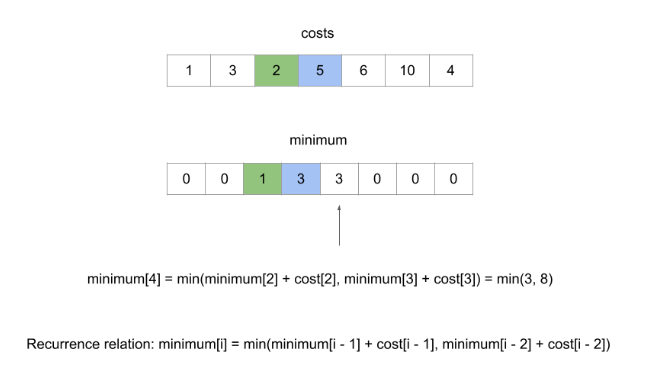 costs
1 3 2 5 6 10 4
minimum
0 0 1 3 3 0 0 0
minimum[4] = min(minimum[2] + cost[2], minimum[3] + cost[3]) = min(3, 8)
Recurrence relation: minimum[i] = min(minimum[i - 1] + cost[i - 1], minimum[i - 2] + cost[i - 2])